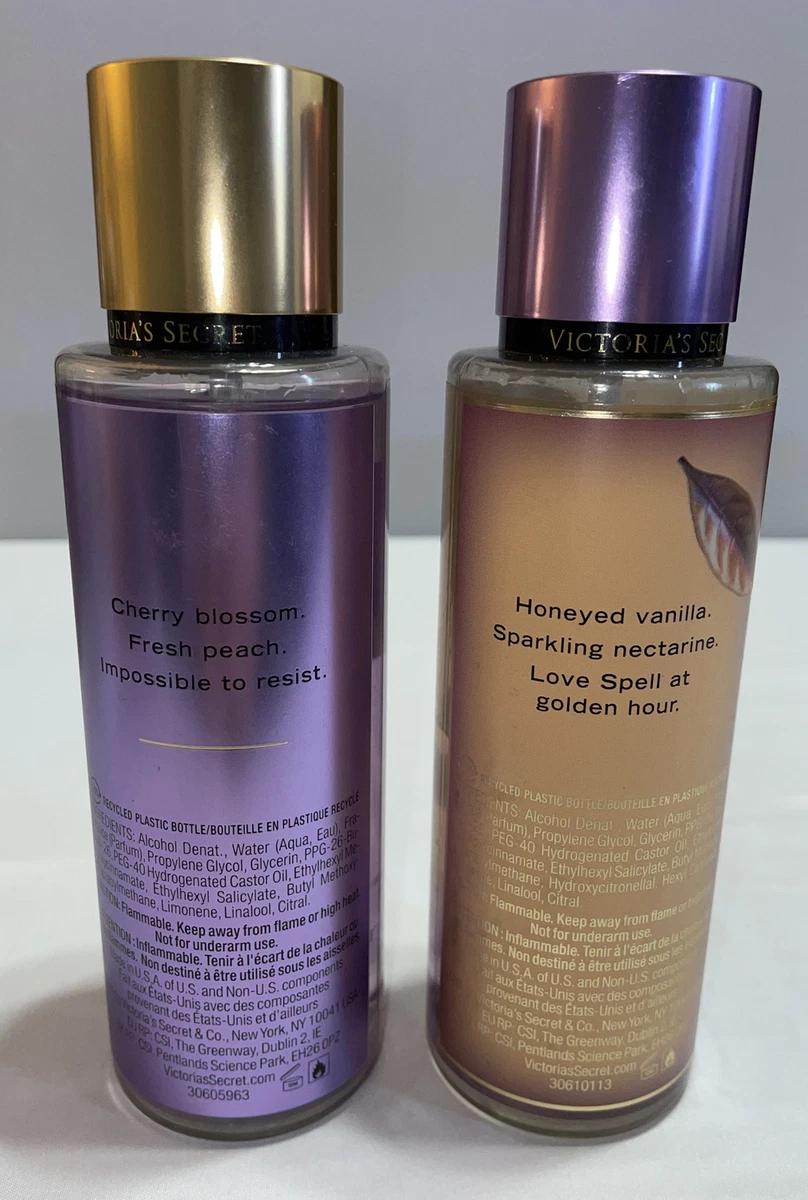 ORIA'S SECRET
Cherry blossom.
Fresh peach.
Impossible to resist.
RECYCLED PLASTIC BOTTLE/BOUTEILLE EN PLASTIQUE RECYCLÉ
Alcohol Denat., Water (Aqua, Eau), Fra-
(Parfum), Propylene Glycol, Glycerin, PPG-26-Bu-
PEG-40 Hydrogenated Castor Oil, Ethylhexyl Me-
Ethylhexyl Salicylate, Butyl Methoxy-
Limonene, Linalool, Citral.
Flammable. Keep away from flame or high heat.
Not for underarm use.
Inflammable. Tenir à l'écart de la chaleur ou
Non destiné à être utilisé sous les aisselles.
in U.S.A. of U.S. and Non-U.S. components
Fait aux États-Unis avec des composantes
provenant des États-Unis et d'ailleurs
Victoria's Secret & Co., New York, NY 10041 USA
EU RP: CSI, The Greenway, Dublin 2, IE
RP: CSI, Pentlands Science Park, EH26 0PZ
VictoriasSecret.com
30605963
VICTORIA'S SEC
Honeyed vanilla.
Sparkling nectarine.
Love Spell at
golden hour.
RECYCLED PLASTIC BOTTLE/BOUTEILLE EN PLASTIQUE
Alcohol Denat., Water (Aqua,
Propylene Glycol, Glycerin, PPG-
PEG-40 Hydrogenated Castor Oil,
Ethylhexyl Salicylate, Butyl
Hydroxycitronellal, Hexyl
Linalool, Citral.
Flammable. Keep away from flame or
Not for underarm use.
Inflammable. Tenir à l'écart de la
Non destiné à être utilisé sous les
in U.S.A. of U.S. and Non-U.S.
aux États-Unis avec des
provenant des États-Unis et d'ailleurs
Victoria's Secret & Co., New York, NY
EU RP: CSI, The Greenway, Dublin
RP: CSI, Pentlands Science Park,
VictoriasSecret.com
30610113